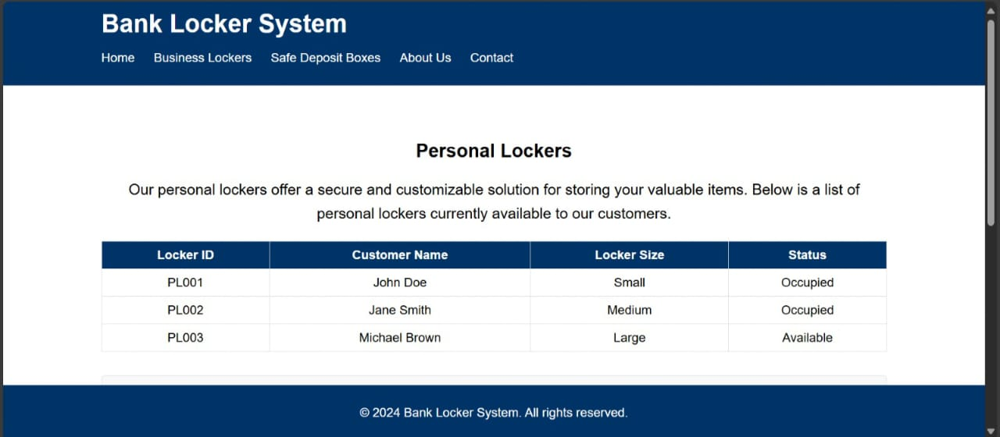 Bank Locker System
Home Business Lockers Safe Deposit Boxes About Us Contact
Personal Lockers
Our personal lockers offer a secure and customizable solution for storing your valuable items. Below is a list of
personal lockers currently available to our customers.
Locker ID Customer Name Locker Size Status
PL001 John Doe Small Occupied
PL002 Jane Smith Medium Occupied
PL003 Michael Brown Large Available
© 2024 Bank Locker System. All rights reserved.